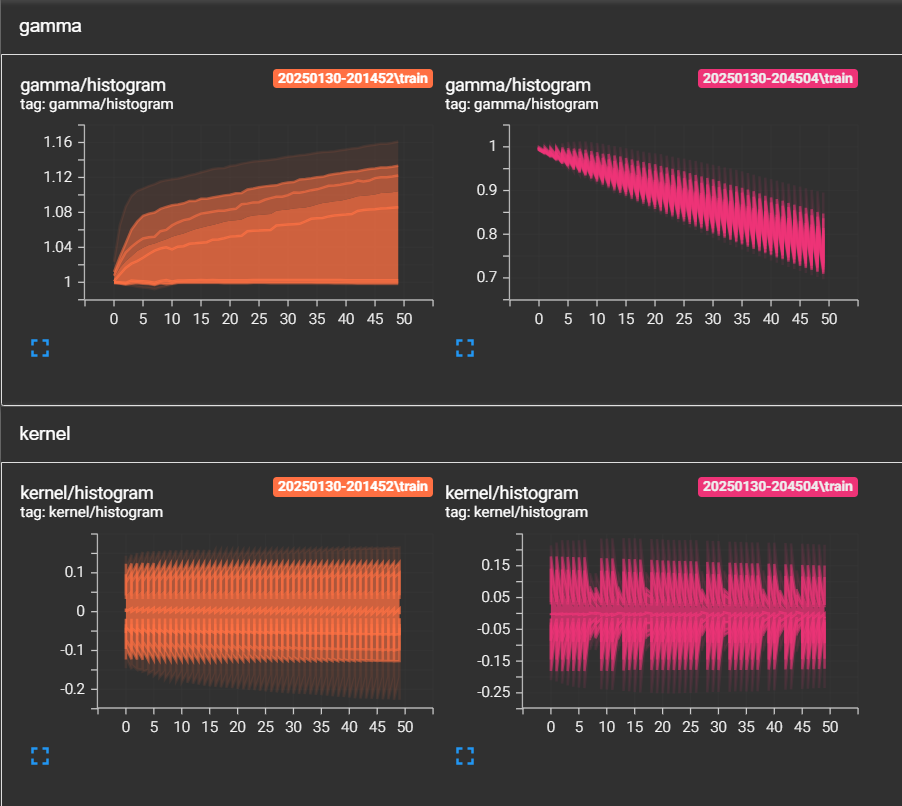 gamma
gamma/histogram
20250130-201452\train
tag: gamma/histogram
1.16
1.12
1.08
1.04
1
0 5 10 15 20 25 30 35 40 45 50
gamma/histogram
20250130-204504\train
tag: gamma/histogram
1
0.9
0.8
0.7
0 5 10 15 20 25 30 35 40 45 50
kernel
kernel/histogram
20250130-201452\train
tag: kernel/histogram
0.1
0
-0.1
-0.2
0 5 10 15 20 25 30 35 40 45 50
kernel/histogram
20250130-204504\train
tag: kernel/histogram
0.15
0.05
-0.05
-0.15
-0.25
0 5 10 15 20 25 30 35 40 45 50